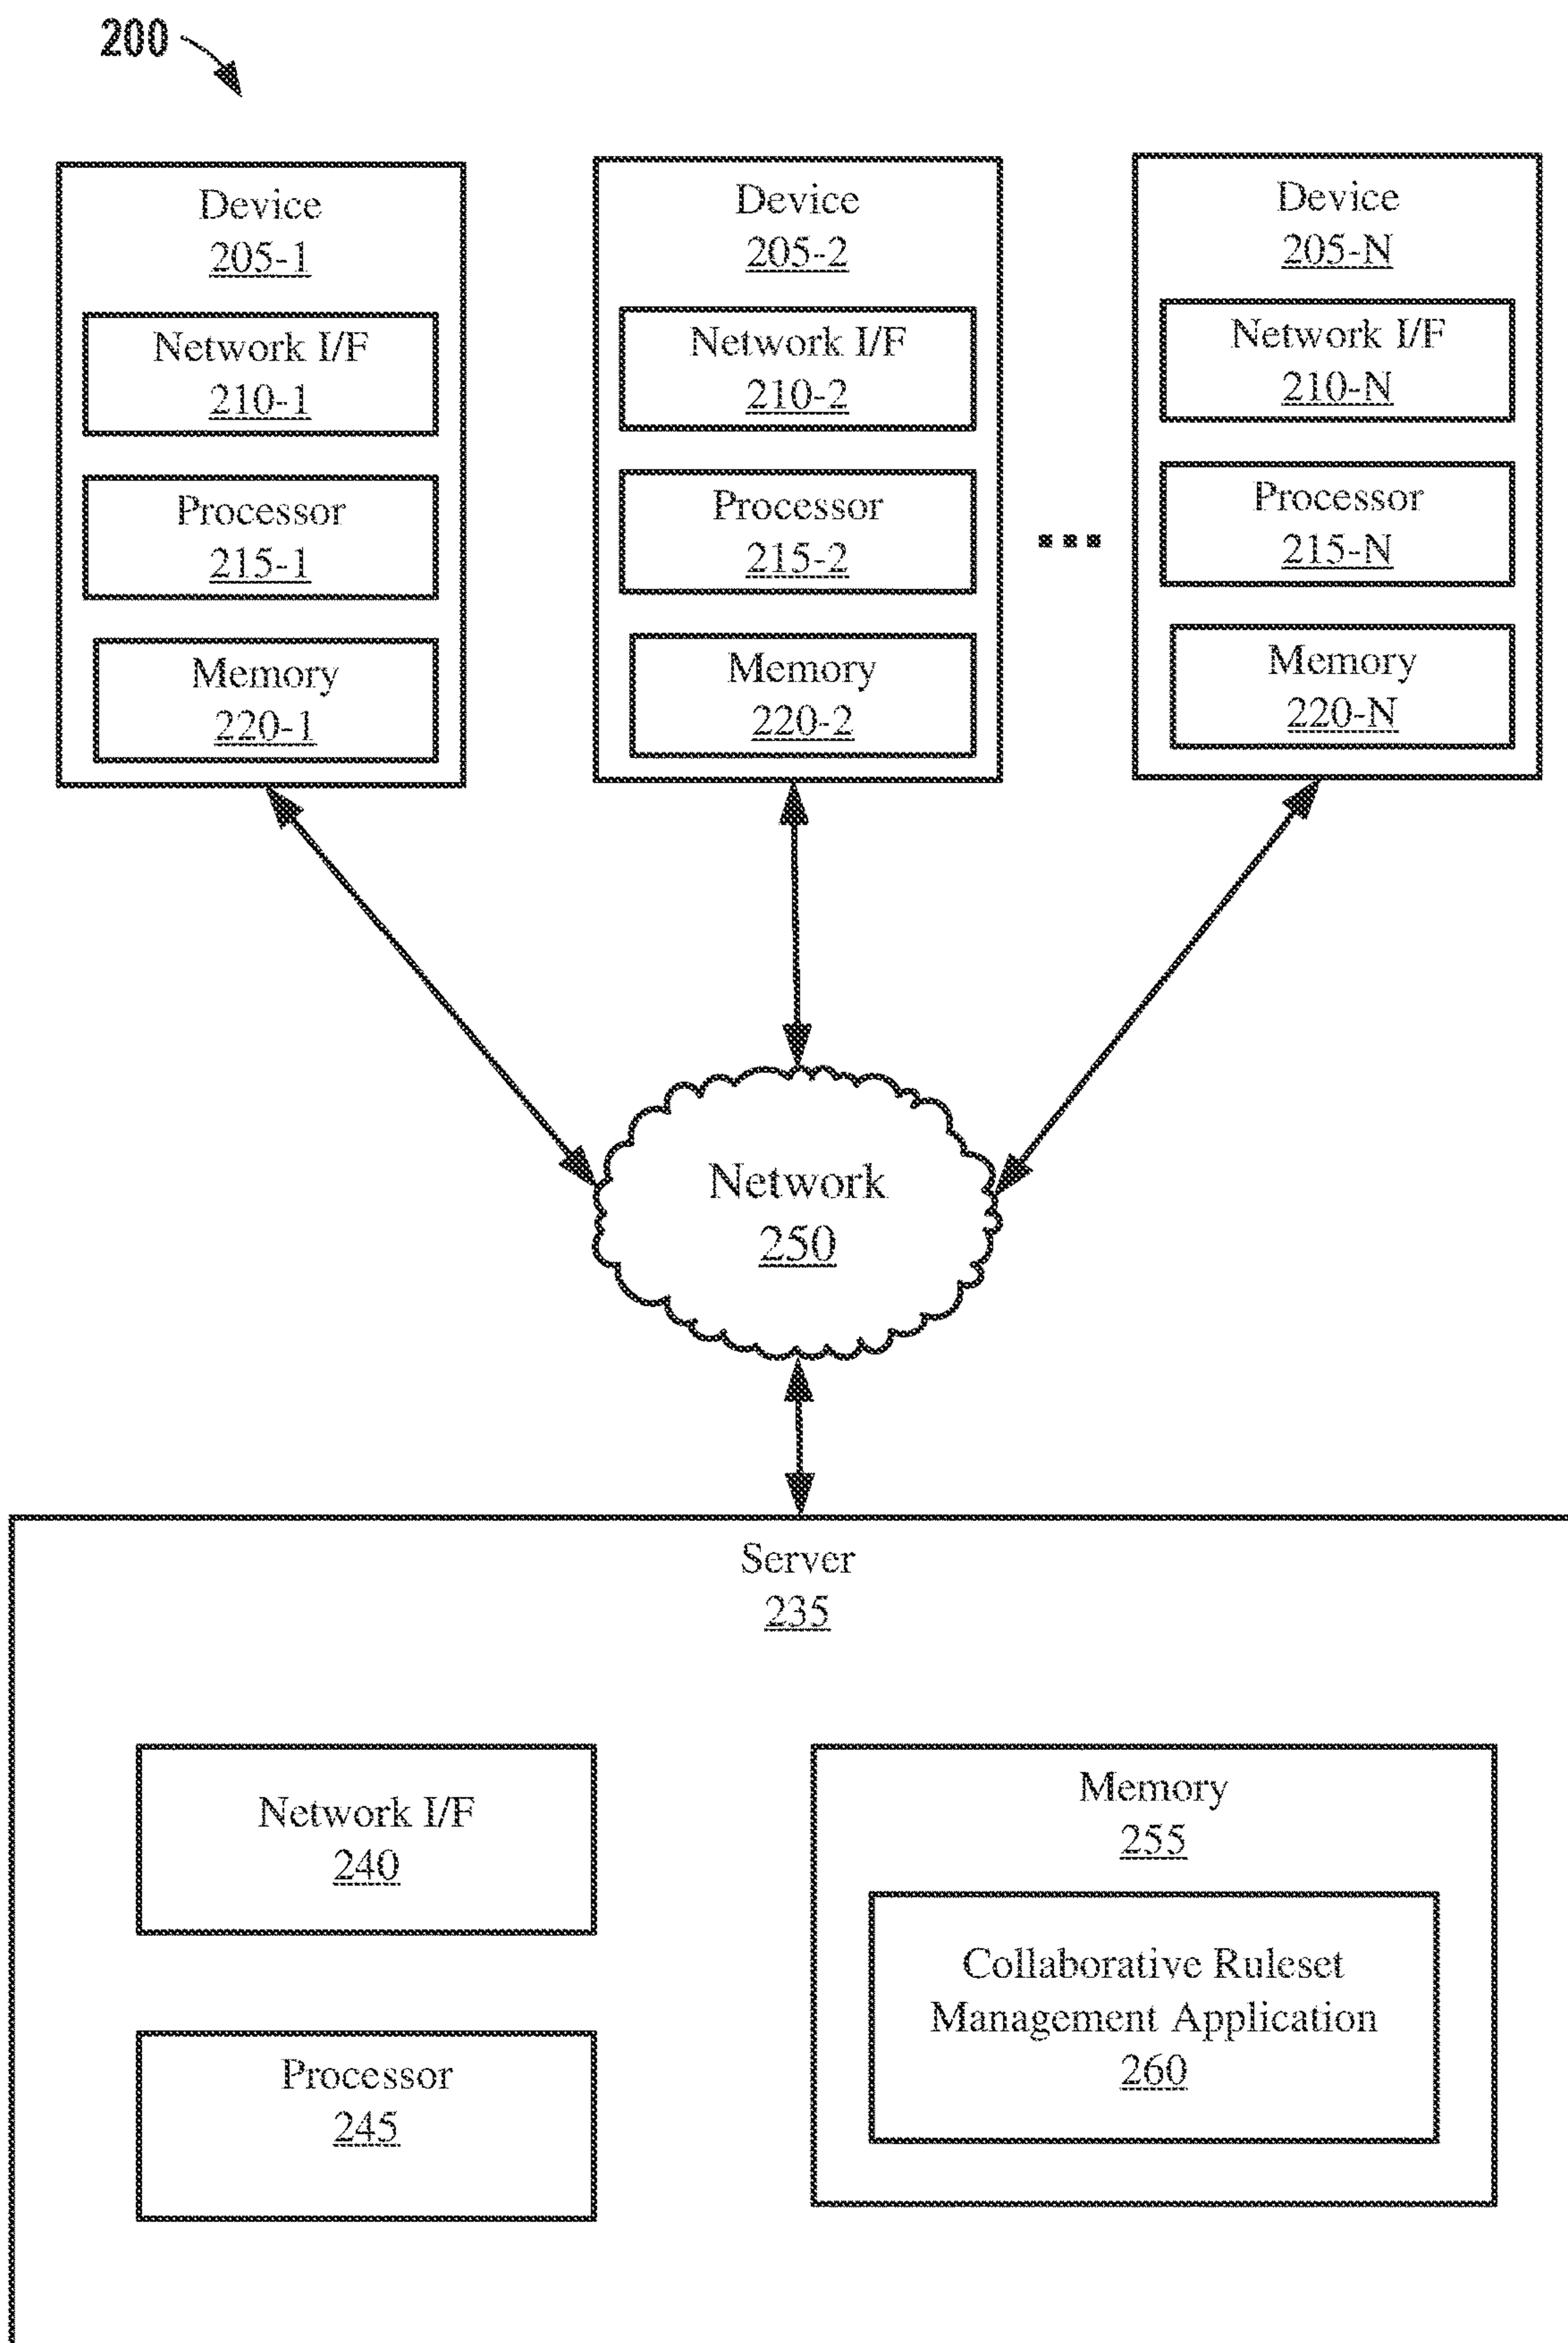 200
Device
205-1
Network I/F
210-1
Processor
215-1
Memory
220-1
Device
205-2
Network I/F
210-2
Processor
215-2
Memory
220-2
Device
205-N
Network I/F
210-N
Processor
215-N
Memory
220-N
Network
250
Server
235
Network I/F
240
Processor
245
Memory
255
Collaborative Ruleset
Management Application
260